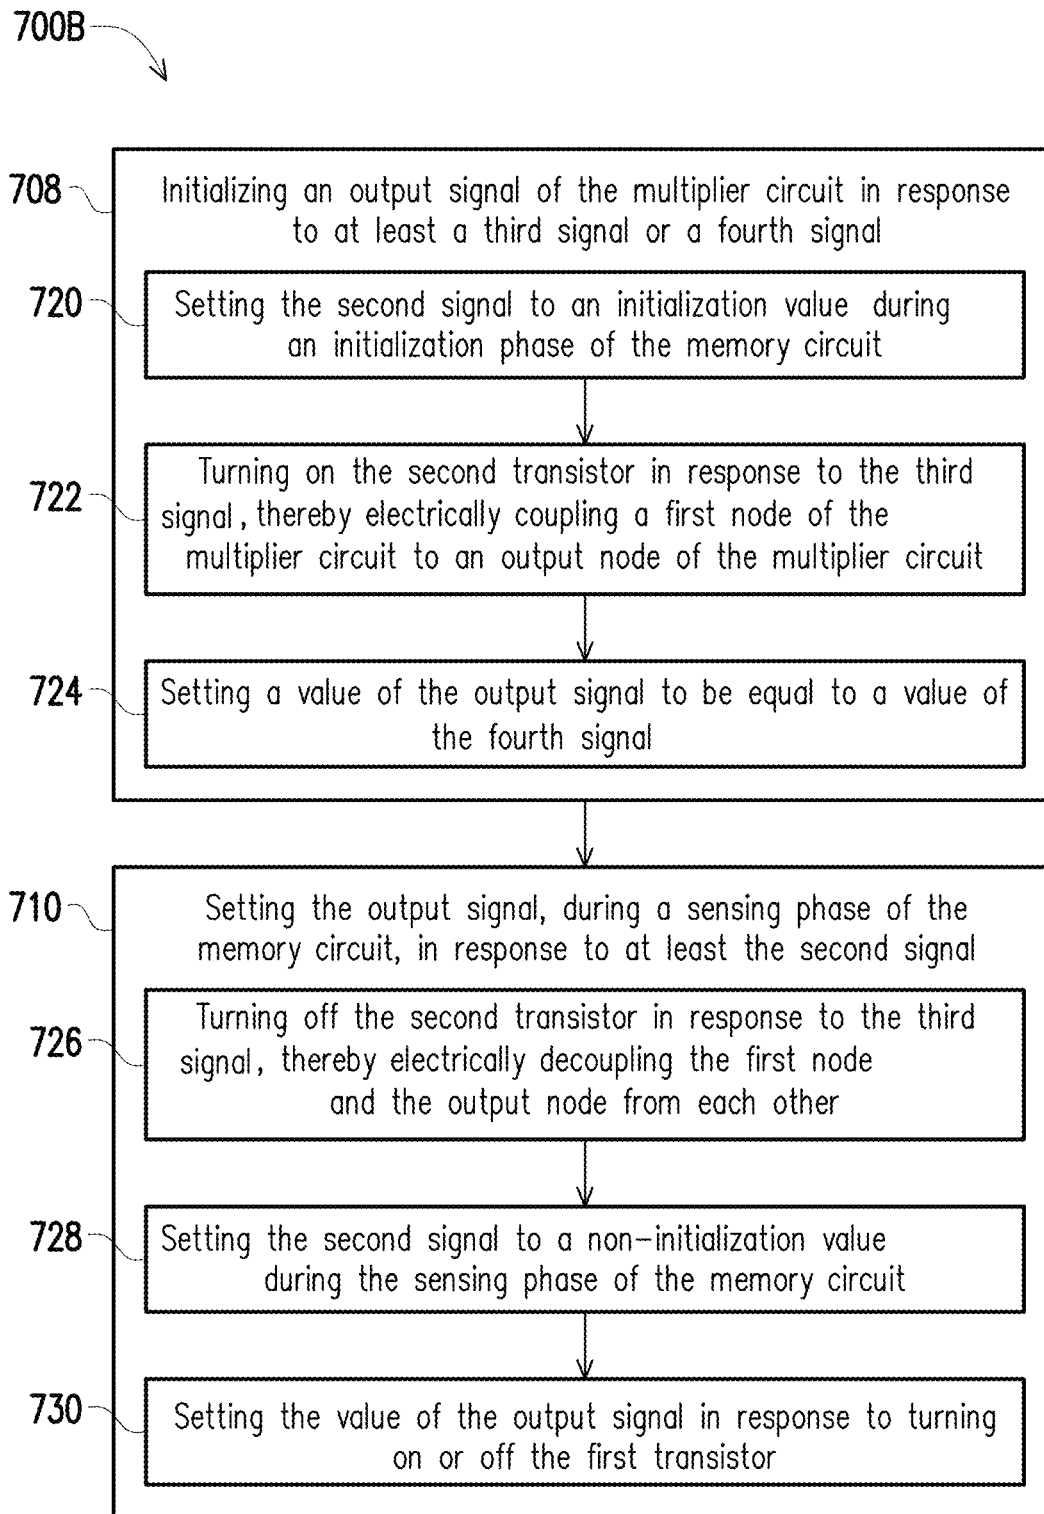 700B
708
Initializing an output signal of the multiplier circuit in response
to at least a third signal or a fourth signal
720
Setting the second signal to an initialization value during
an initialization phase of the memory circuit
722
Turning on the second transistor in response to the third
signal, thereby electrically coupling a first node of the
multiplier circuit to an output node of the multiplier circuit
724
Setting a value of the output signal to be equal to a value of
the fourth signal
710
Setting the output signal, during a sensing phase of the
memory circuit, in response to at least the second signal
726
Turning off the second transistor in response to the third
signal, thereby electrically decoupling the first node
and the output node from each other
728
Setting the second signal to a non-initialization value
during the sensing phase of the memory circuit
730
Setting the value of the output signal in response to turning
on or off the first transistor